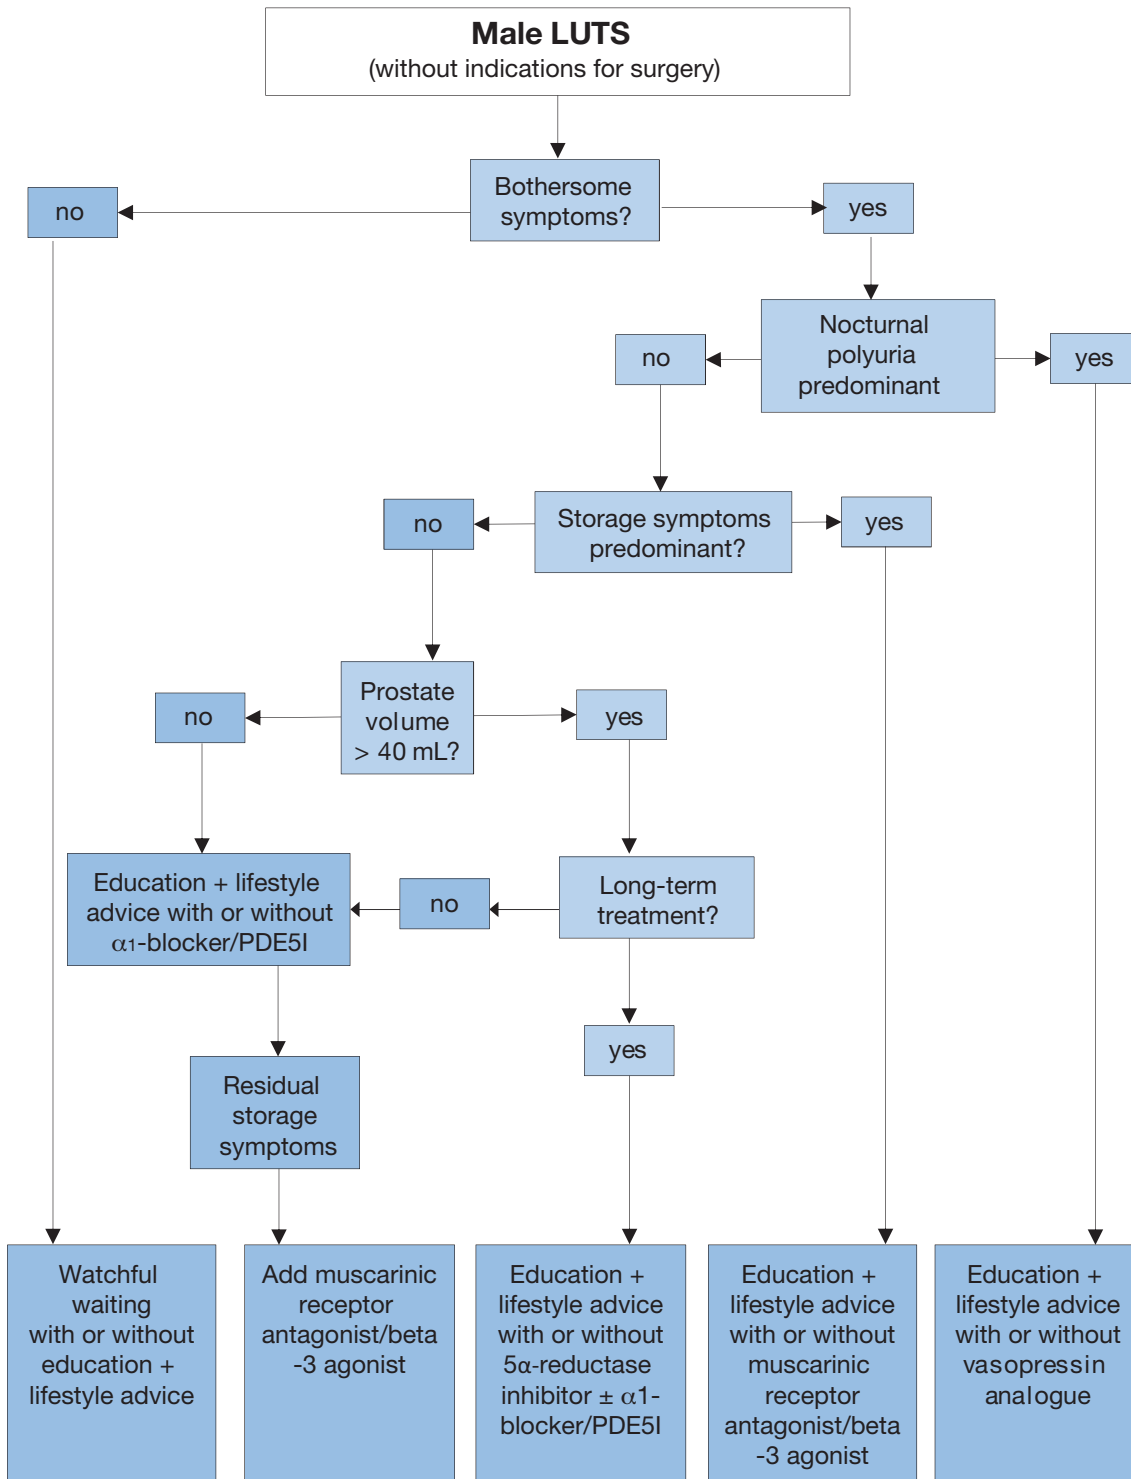 Male LUTS
(without indications for surgery)
Bothersome
symptoms?
no
yes
Nocturnal
polyuria
predominant
no
yes
Storage symptoms
predominant?
no
yes
Prostate
volume
> 40 mL?
no
yes
Education + lifestyle
advice with or without
α1-blocker/PDE5I
no
Long-term
treatment?
yes
Residual
storage
symptoms
Watchful
waiting
with or without
education +
lifestyle advice
Add muscarinic
receptor
antagonist/beta
-3 agonist
Education +
lifestyle advice
with or without
5α-reductase
inhibitor ± α1-
blocker/PDE5I
Education +
lifestyle advice
with or without
muscarinic
receptor
antagonist/beta
-3 agonist
Education +
lifestyle advice
with or without
vasopressin
analogue